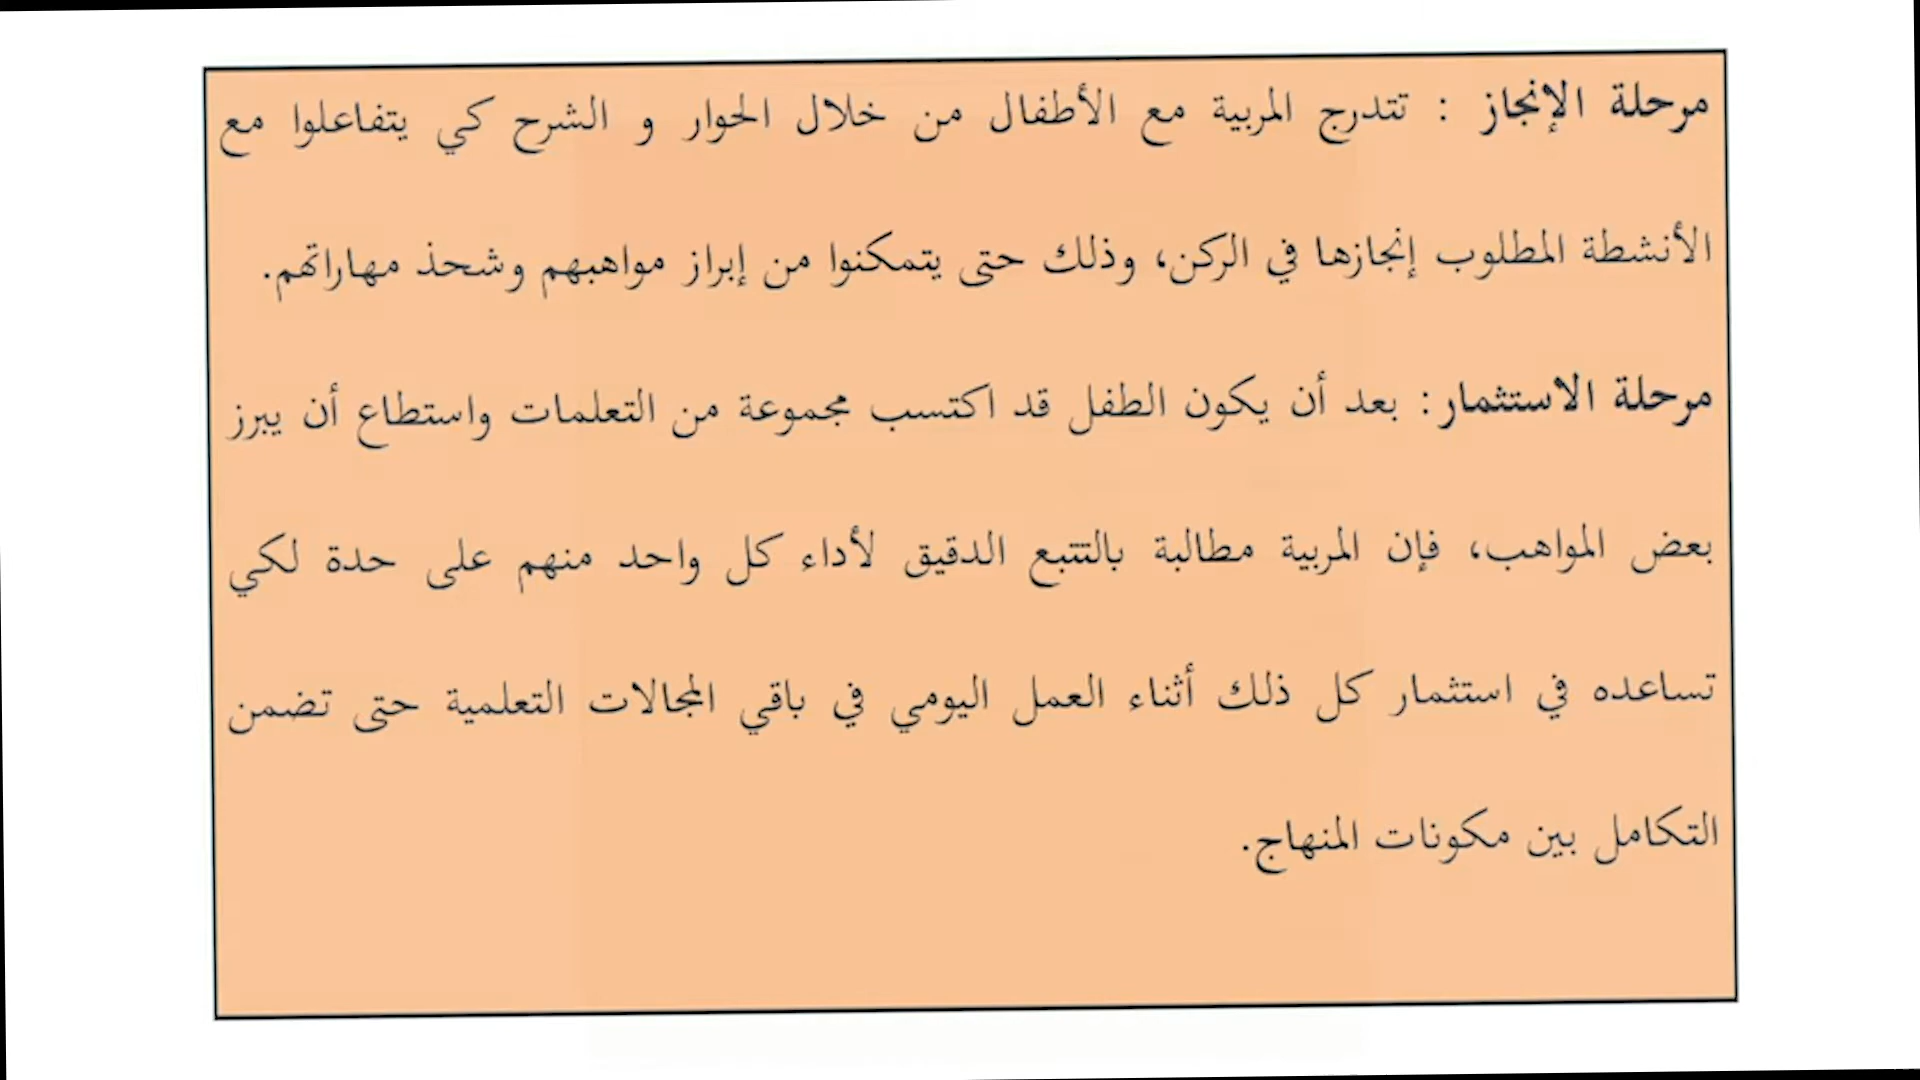 مرحلة الإنجاز : تتدرج المربية مع الأطفال من خلال الحوار و الشرح كي يتفاعلوا مع
الأنشطة المطلوب إنجازها في الركن، وذلك حتى يتمكنوا من إبراز مواهبهم وشحذ مهاراتهم.
مرحلة الاستثمار: بعد أن يكون الطفل قد اكتسب مجموعة من التعلمات واستطاع أن يبرز
بعض المواهب، فإن المربية مطالبة بالتتبع الدقيق لأداء كل واحد منهم على حدة لكي
تساعده في استثمار كل ذلك أثناء العمل اليومي في باقي المجالات التعلمية حتى تضمن
التكامل بين مكونات المنهاج.